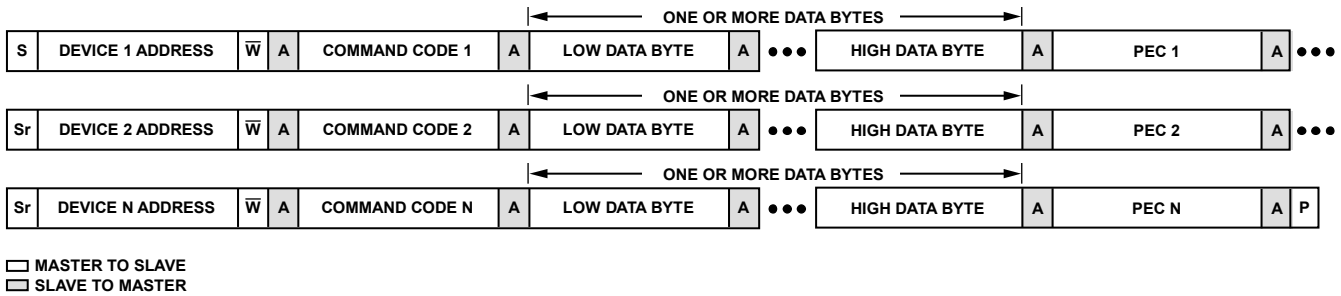 ONE OR MORE DATA BYTES
S DEVICE 1 ADDRESS W̅ A COMMAND CODE 1 A LOW DATA BYTE A ••• HIGH DATA BYTE A PEC 1 A •••
ONE OR MORE DATA BYTES
Sr DEVICE 2 ADDRESS W̅ A COMMAND CODE 2 A LOW DATA BYTE A ••• HIGH DATA BYTE A PEC 2 A •••
ONE OR MORE DATA BYTES
Sr DEVICE N ADDRESS W̅ A COMMAND CODE N A LOW DATA BYTE A ••• HIGH DATA BYTE A PEC N A P
MASTER TO SLAVE
SLAVE TO MASTER